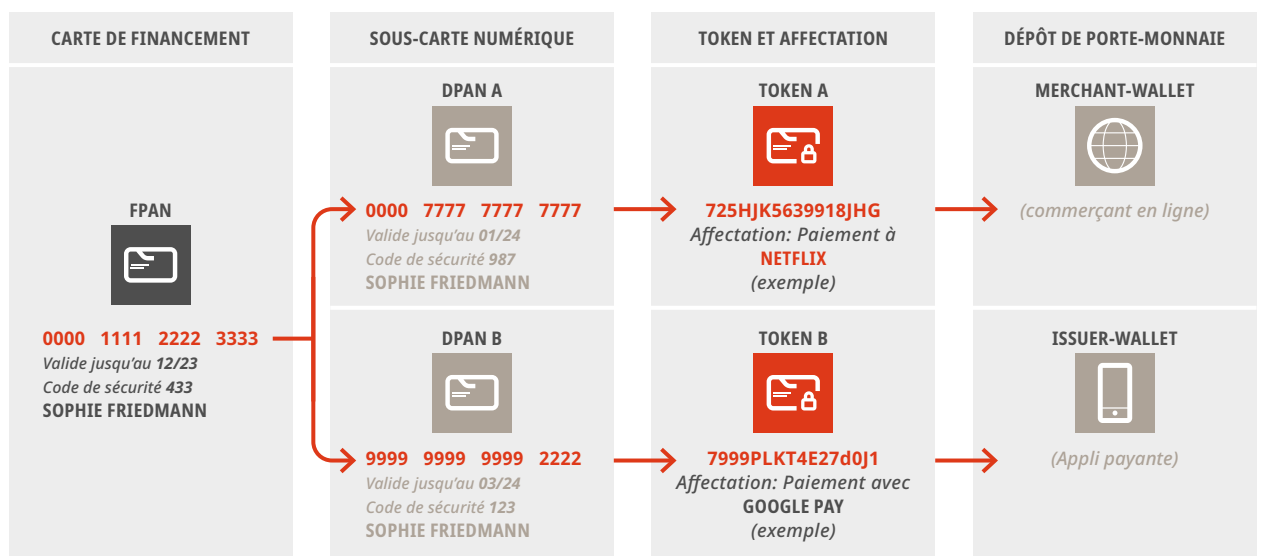 CARTE DE FINANCEMENT
FPAN
0000 1111 2222 3333
Valide jusqu'au 12/23
Code de sécurité 433
SOPHIE FRIEDMANN
SOUS-CARTE NUMÉRIQUE
DPAN A
0000 7777 7777 7777
Valide jusqu'au 01/24
Code de sécurité 987
SOPHIE FRIEDMANN
DPAN B
9999 9999 9999 2222
Valide jusqu'au 03/24
Code de sécurité 123
SOPHIE FRIEDMANN
TOKEN ET AFFECTATION
TOKEN A
725HJK5639918JHG
Affectation: Paiement à
NETFLIX
(exemple)
TOKEN B
7999PLKT4E27d0J1
Affectation: Paiement avec
GOOGLE PAY
(exemple)
DÉPÔT DE PORTE-MONNAIE
MERCHANT-WALLET
(commerçant en ligne)
ISSUER-WALLET
(Appli payante)